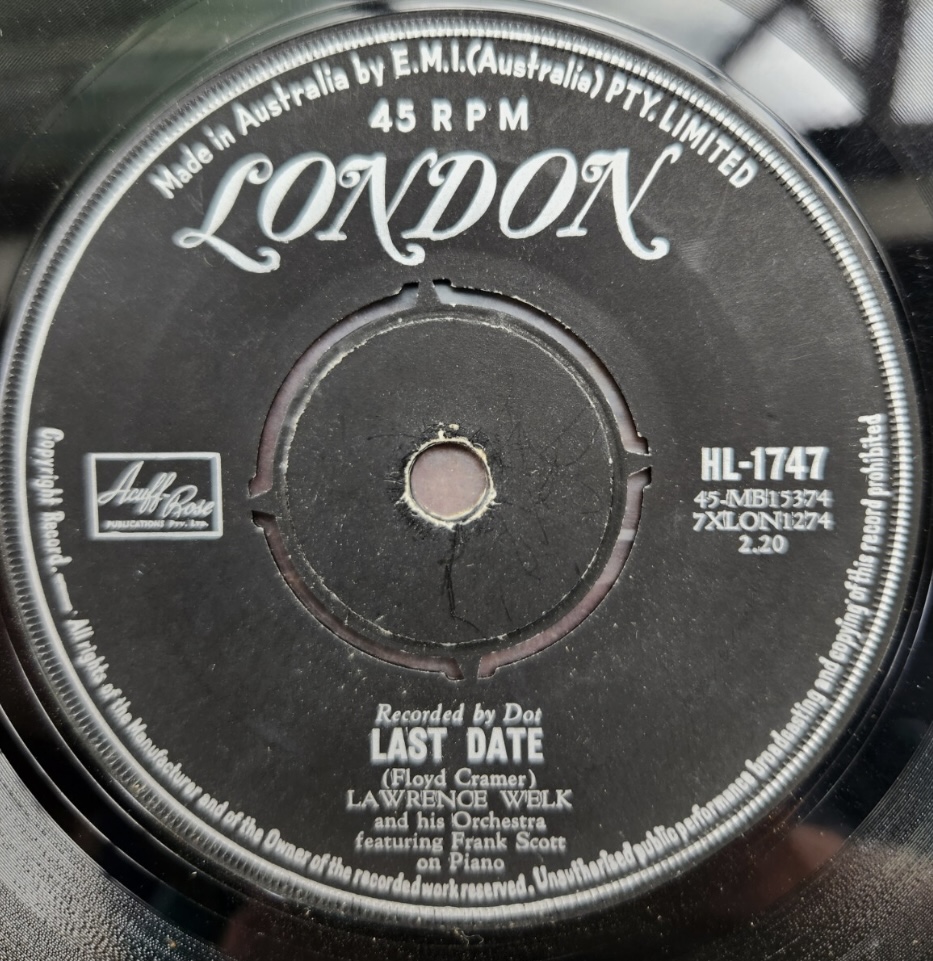 Made in Australia by E.M.I.(Australia) PTY. LIMITED
45 RPM
LONDON
Acuff-Rose
PUBLICATIONS Pty. Ltd.
HL-1747
45-MB15374
7XLON1274
2.20
Recorded by Dot
LAST DATE
(Floyd Cramer)
LAWRENCE WELK
and his Orchestra
featuring Frank Scott
on Piano
Copyright Record.—. All rights of the Manufacturer and of the Owner of the recorded work reserved. Unauthorised public performance broadcasting and copying of this record prohibited